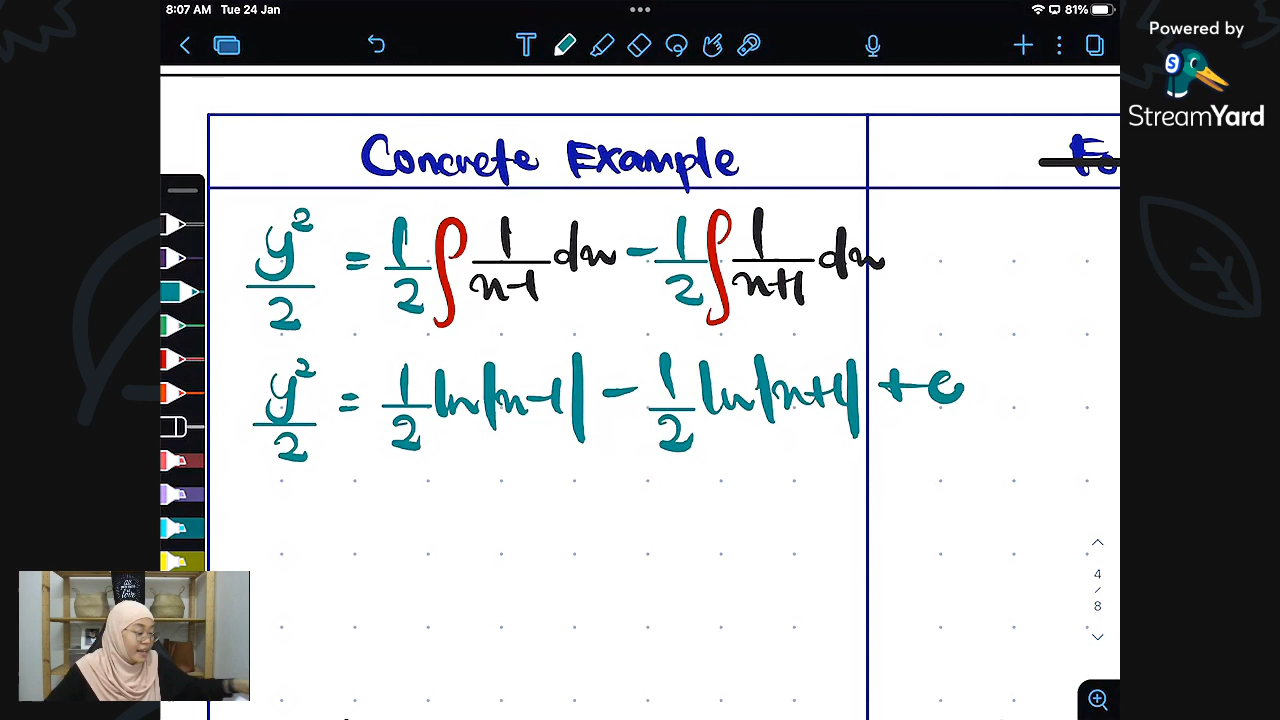 8:07 AM Tue 24 Jan
81%
Powered by
StreamYard
Concrete Example
y²/2 = 1/2 ∫ 1/(x-1) dx - 1/2 ∫ 1/(x+1) dx
y²/2 = 1/2 ln|x-1| - 1/2 ln|x+1| + c
4
/
8